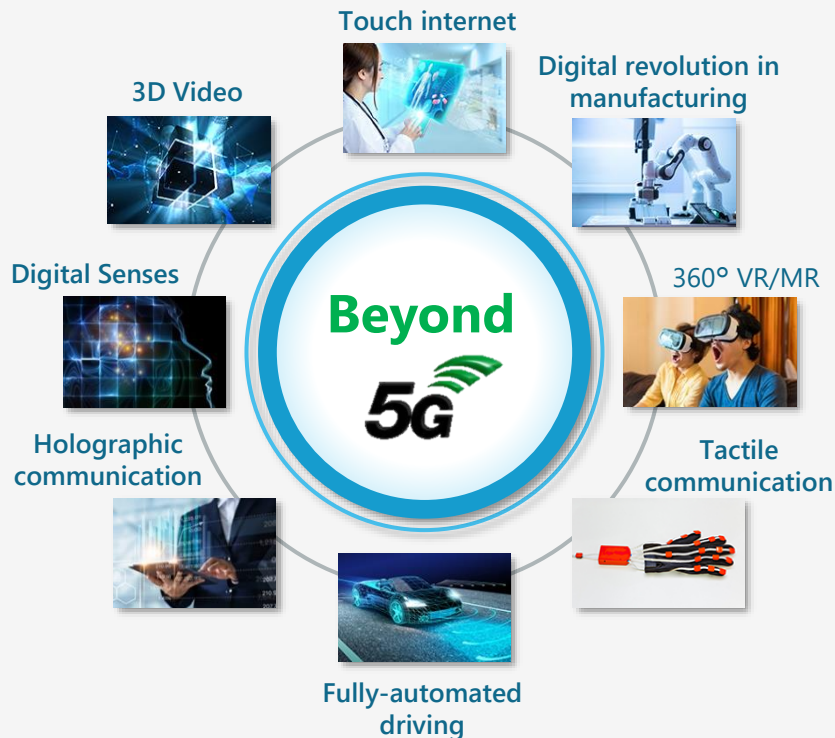 Touch internet
Digital revolution in
manufacturing
3D Video
Digital Senses
360° VR/MR
Beyond
5G
Holographic
communication
Tactile
communication
Fully-automated
driving